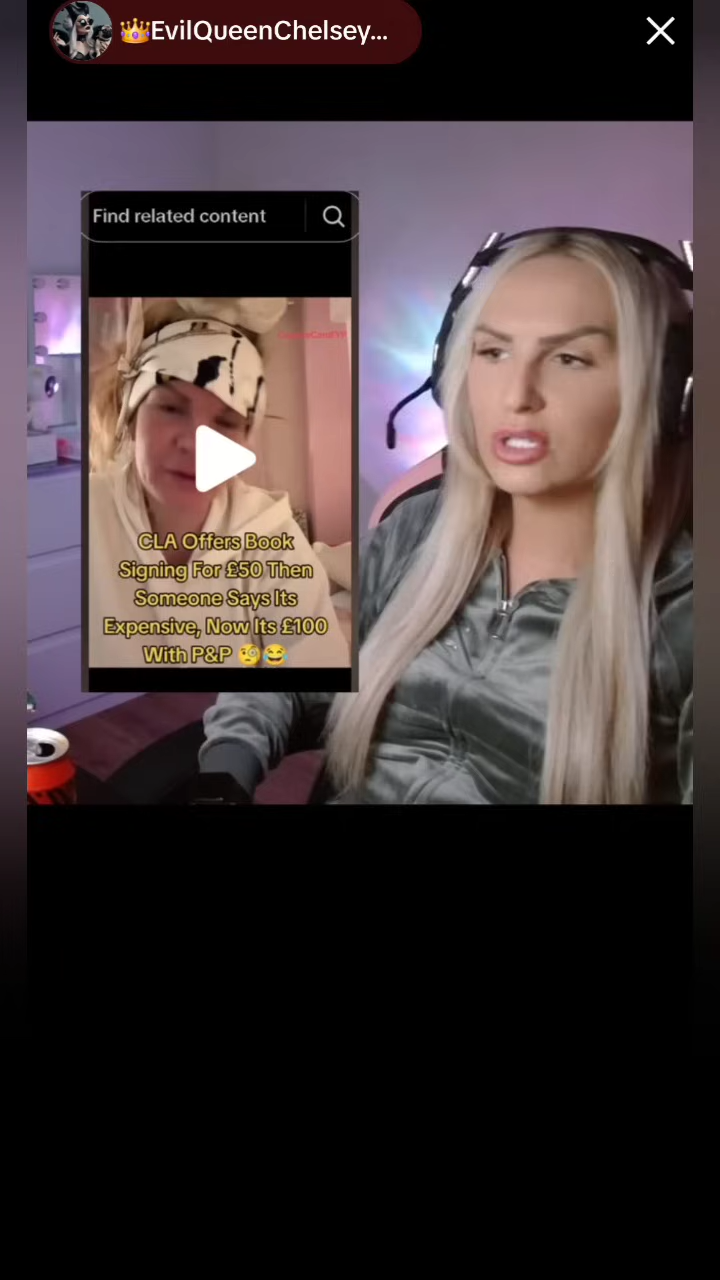 👑EvilQueenChelsey...
Find related content
CLA Offers Book
Signing For £50 Then
Someone Says Its
Expensive, Now Its £100
With P&P 🧐😂